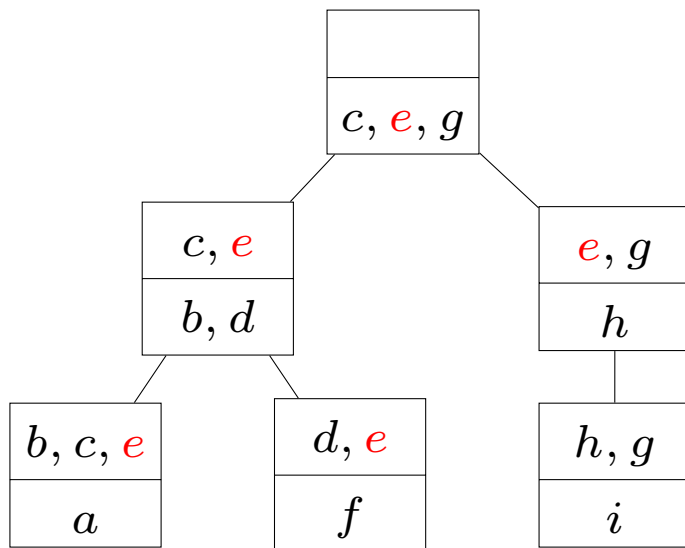 c, e, g
c, e
b, d
e, g
h
b, c, e
a
d, e
f
h, g
i